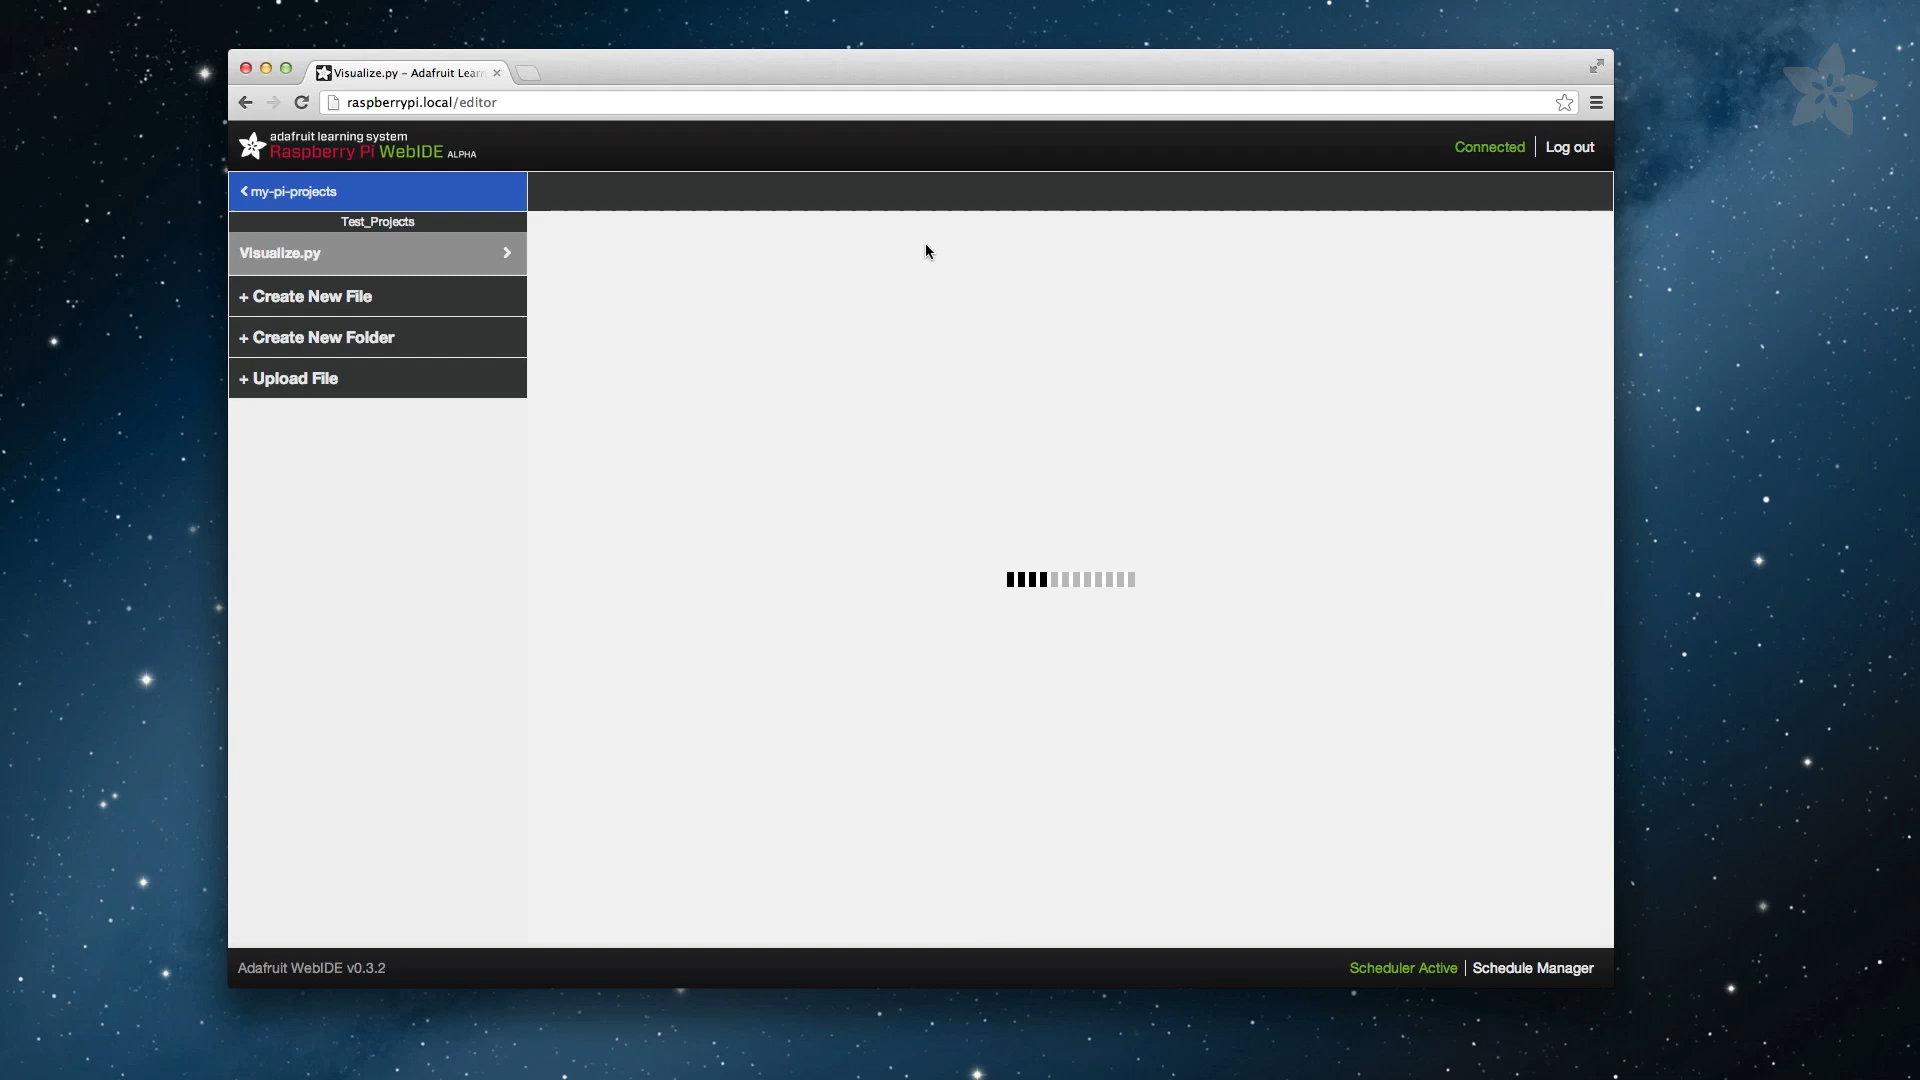 Visualize.py – Adafruit Lear
raspberrypi.local/editor
adafruit learning system
Raspberry Pi WebIDE ALPHA
Connected
Log out
my-pi-projects
Test_Projects
Visualize.py
+ Create New File
+ Create New Folder
+ Upload File
Adafruit WebIDE v0.3.2
Scheduler Active
Schedule Manager